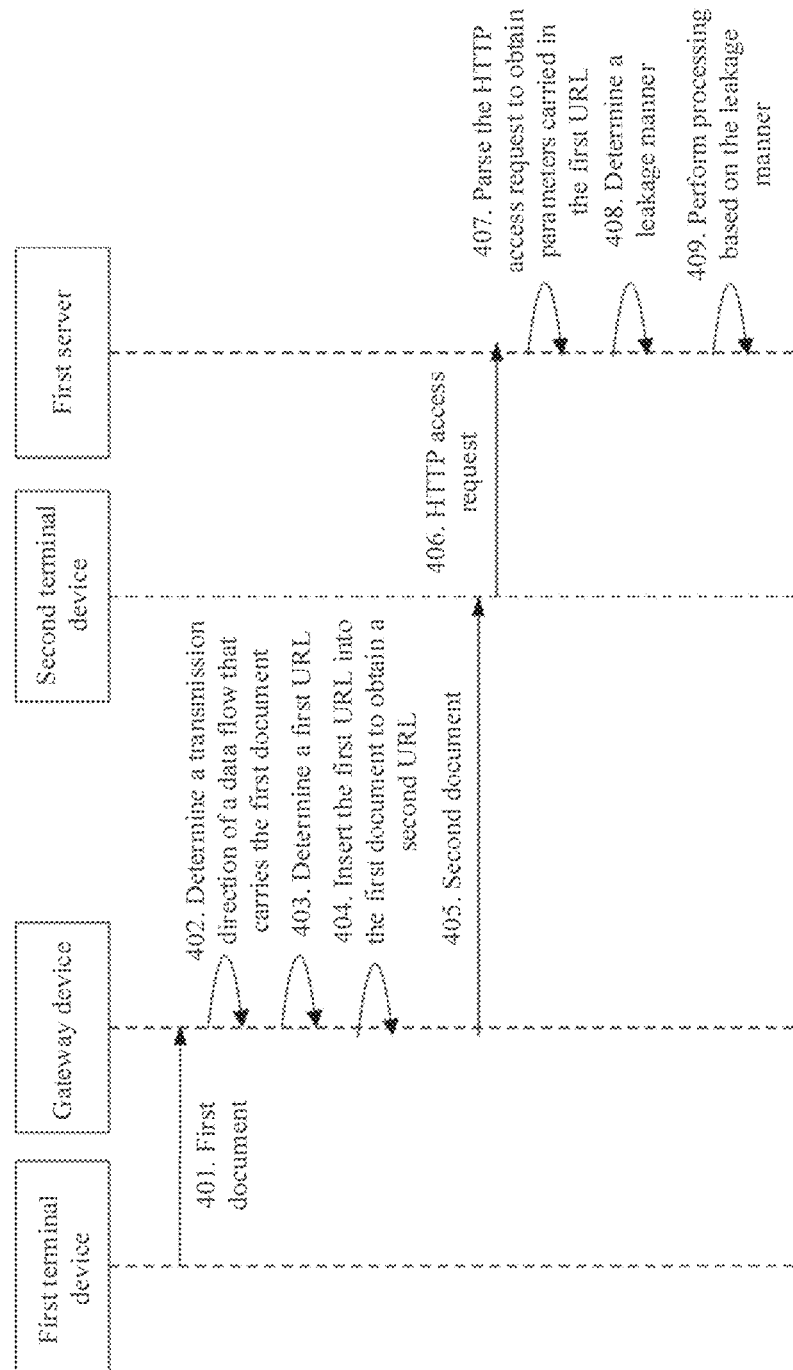 First terminal
device
Gateway device
Second terminal
device
First server
401. First
document
402. Determine a transmission
direction of a data flow that
carries the first document
403. Determine a first URL
404. Insert the first URL into
the first document to obtain a
second URL
405. Second document
406. HTTP access
request
407. Parse the HTTP
access request to obtain
parameters carried in
the first URL
408. Determine a
leakage manner
409. Perform processing
based on the leakage
manner